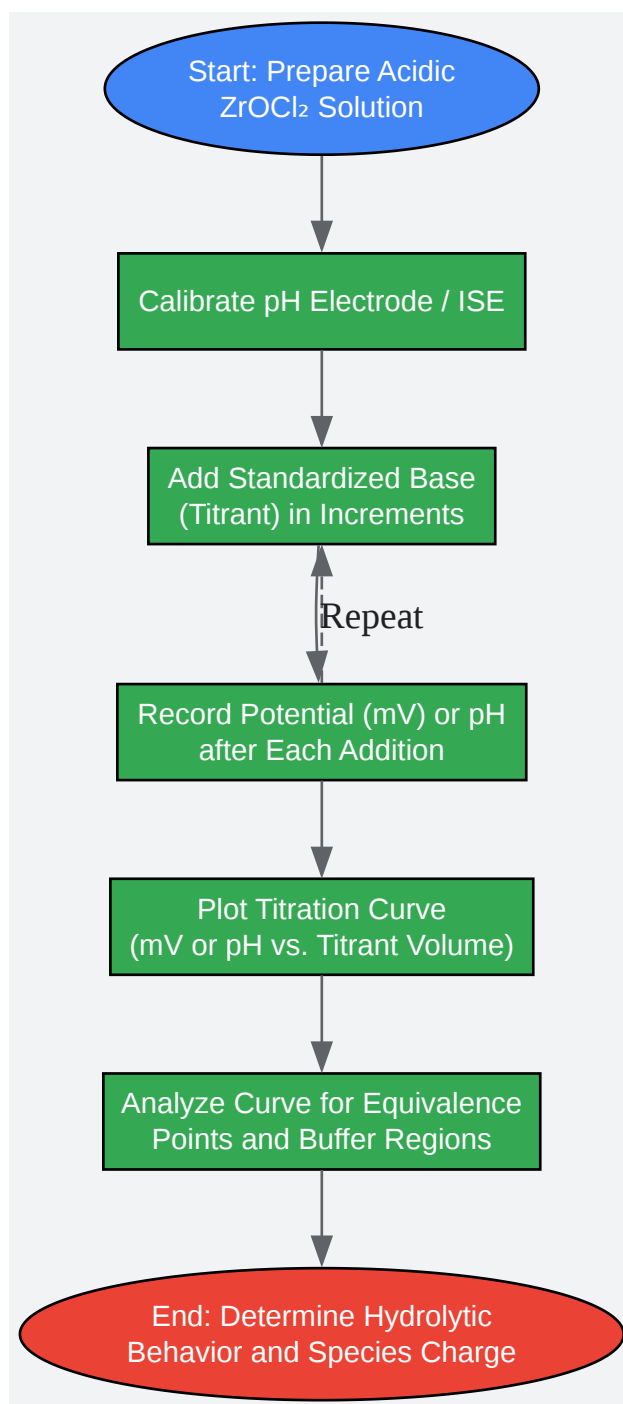 Start: Prepare Acidic
ZrOCl₂ Solution
Calibrate pH Electrode / ISE
Add Standardized Base
(Titrant) in Increments
Repeat
Record Potential (mV) or pH
after Each Addition
Plot Titration Curve
(mV or pH vs. Titrant Volume)
Analyze Curve for Equivalence
Points and Buffer Regions
End: Determine Hydrolytic
Behavior and Species Charge